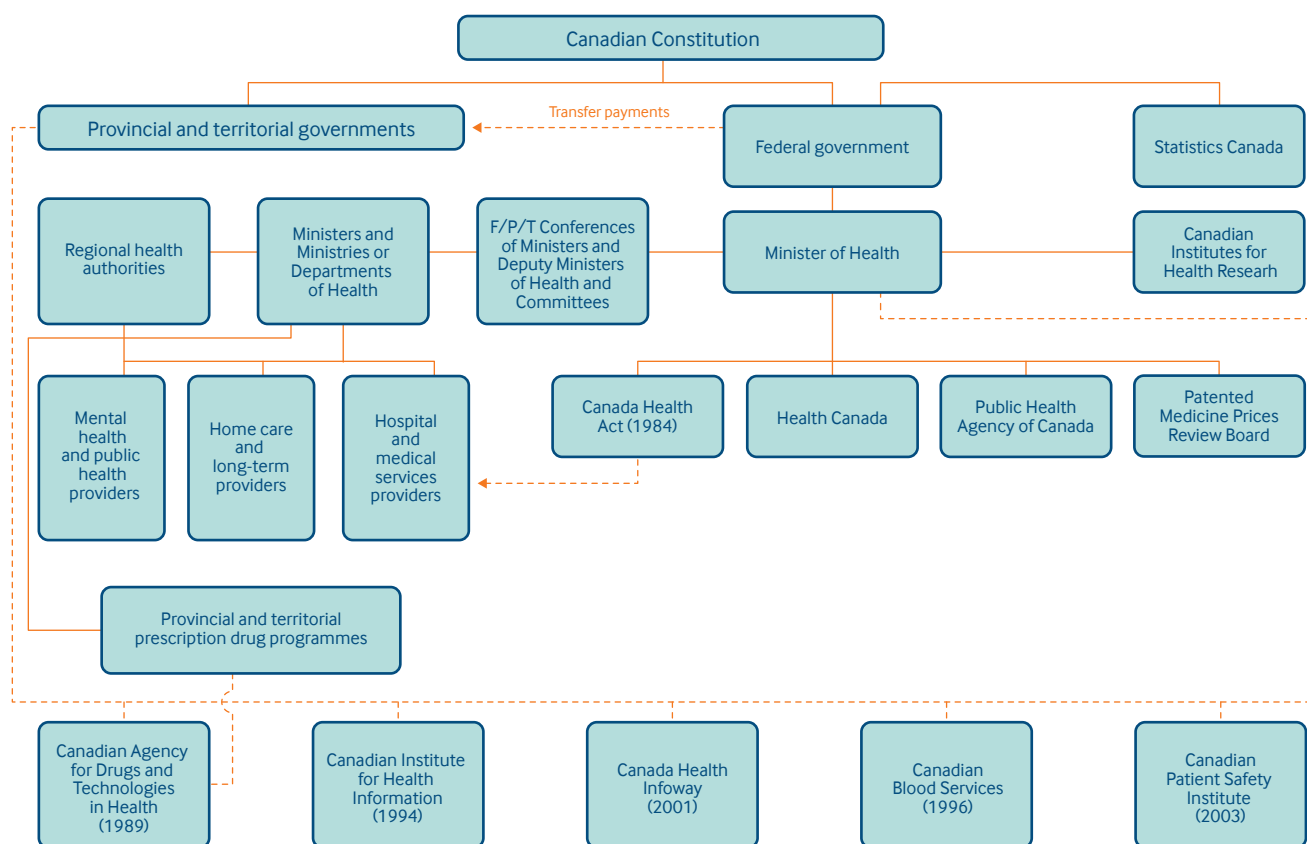 Canadian Constitution
Transfer payments
Provincial and territorial governments
Federal government
Statistics Canada
Regional health
authorities
Ministers and
Ministries or
Departments
of Health
F/P/T Conferences
of Ministers and
Deputy Ministers
of Health and
Committees
Minister of Health
Canadian
Institutes for
Health Researh
Mental
health
and public
health
providers
Home care
and
long-term
providers
Hospital
and
medical
services
providers
Canada Health
Act (1984)
Health Canada
Public Health
Agency of Canada
Patented
Medicine Prices
Review Board
Provincial and territorial
prescription drug programmes
Canadian Agency
for Drugs and
Technologies
in Health
(1989)
Canadian Institute
for Health
Information
(1994)
Canada Health
Infoway
(2001)
Canadian
Blood Services
(1996)
Canadian
Patient Safety
Institute
(2003)